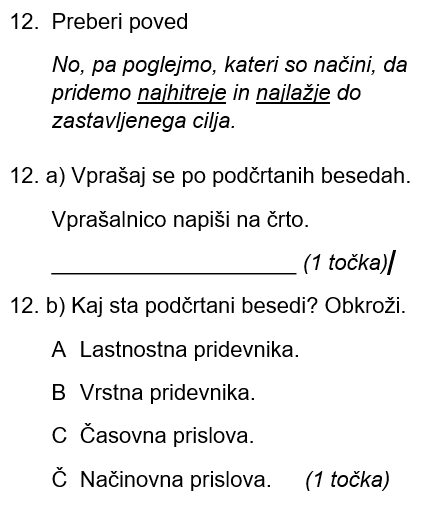 12. Preberi poved
No, pa poglejmo, kateri so načini, da
pridemo najhitreje in najlažje do
zastavljenega cilja.
12. a) Vprašaj se po podčrtanih besedah.
Vprašalnico napiši na črto.
____________________ (1 točka)
12. b) Kaj sta podčrtani besedi? Obkroži.
A Lastnostna pridevnika.
B Vrstna pridevnika.
C Časovna prislova.
Č Načinovna prislova. (1 točka)